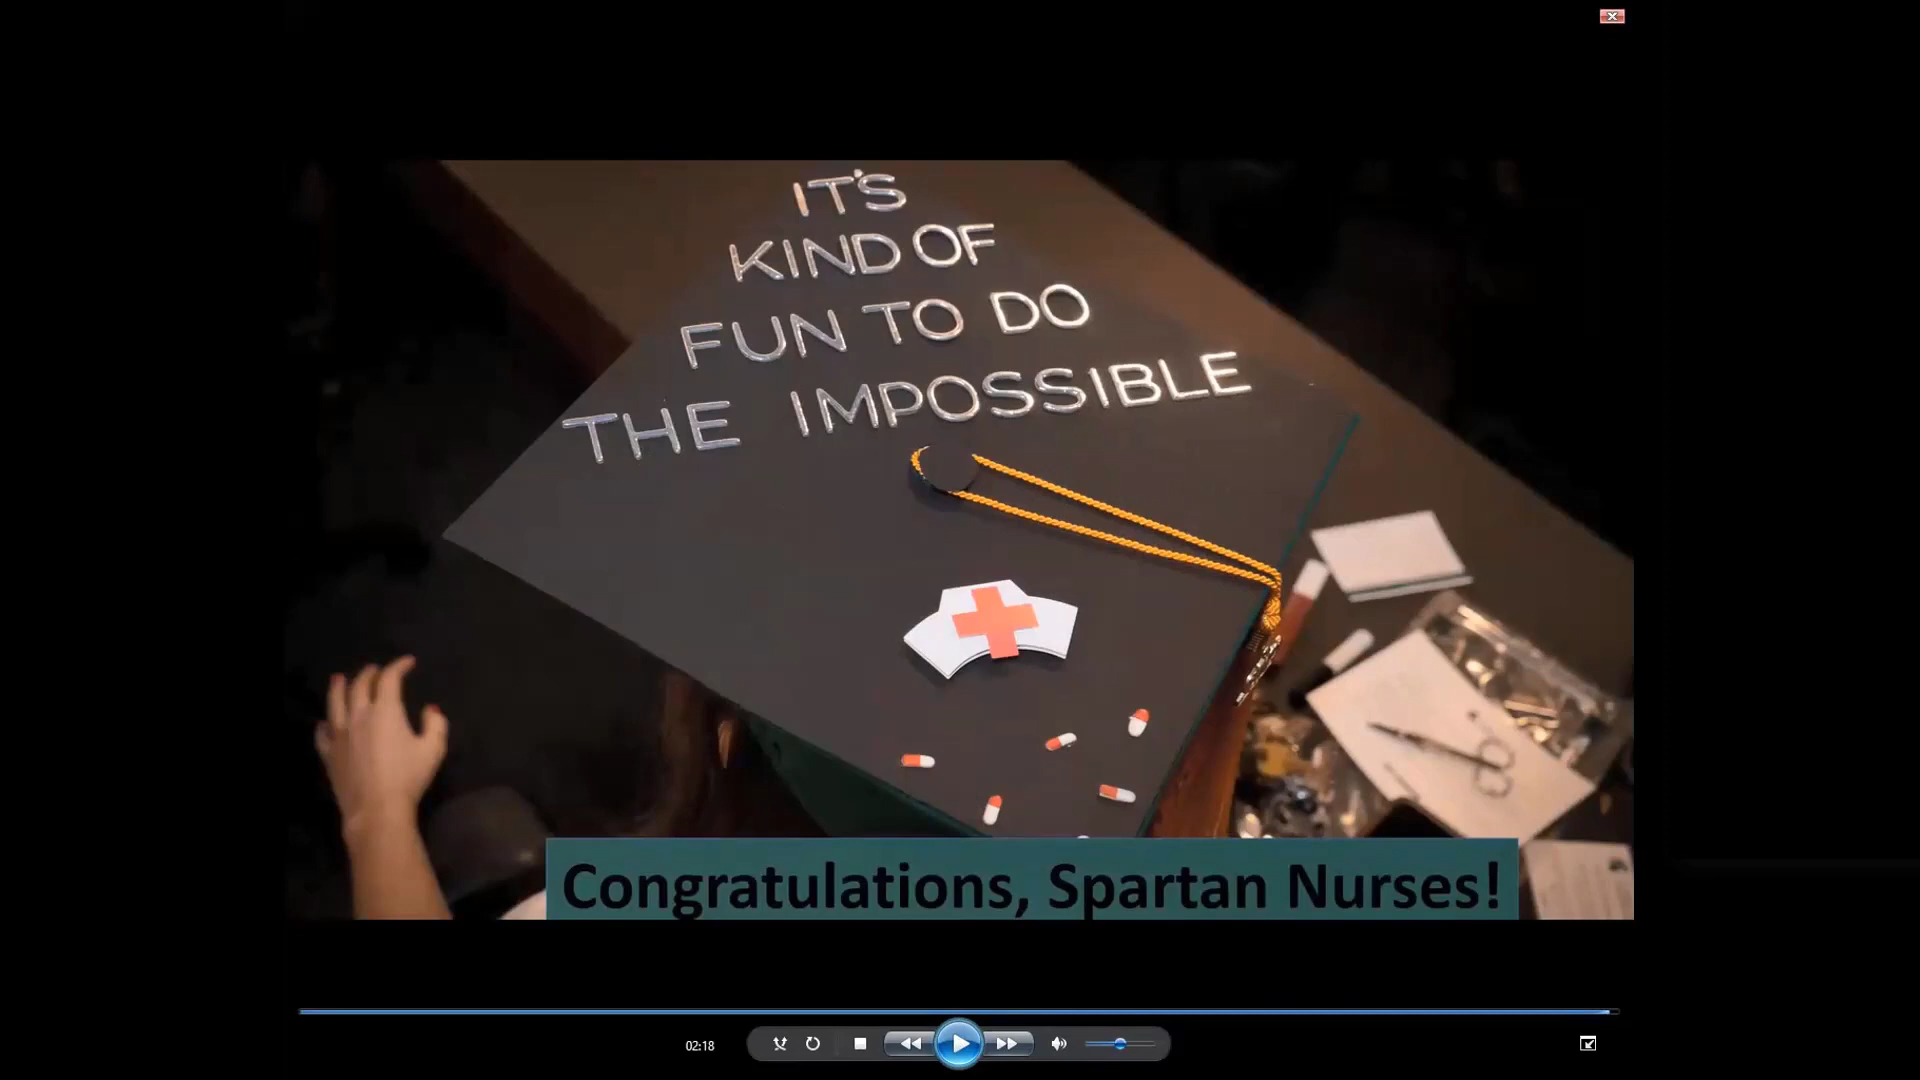 IT'S
KIND OF
FUN TO DO
THE IMPOSSIBLE
Congratulations, Spartan Nurses!
02:18